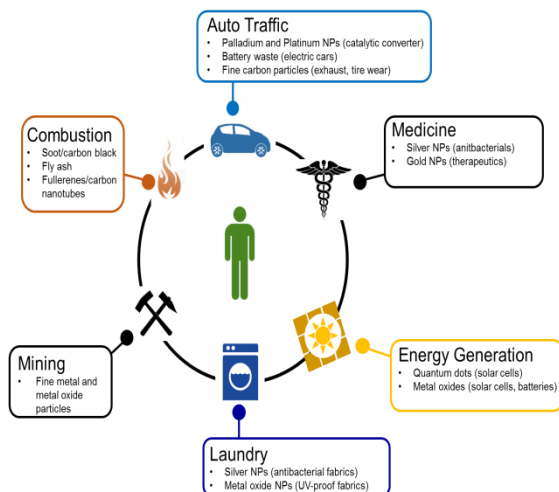 Auto Traffic
• Palladium and Platinum NPs (catalytic converter)
• Battery waste (electric cars)
• Fine carbon particles (exhaust, tire wear)
Combustion
• Soot/carbon black
• Fly ash
• Fullerenes/carbon
nanotubes
Medicine
• Silver NPs (anitbacterials)
• Gold NPs (therapeutics)
Mining
• Fine metal and
metal oxide
particles
Energy Generation
• Quantum dots (solar cells)
• Metal oxides (solar cells, batteries)
Laundry
• Silver NPs (antibacterial fabrics)
• Metal oxide NPs (UV-proof fabrics)